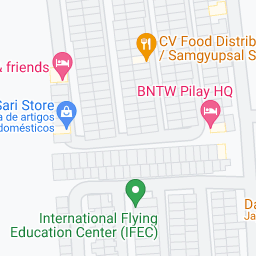 CV Food Distrib
/ Samgyupsal S
& friends
BNTW Pilay HQ
Sari Store
a de artigos
domésticos
International Flying
Education Center (IFEC)
Da
Ja